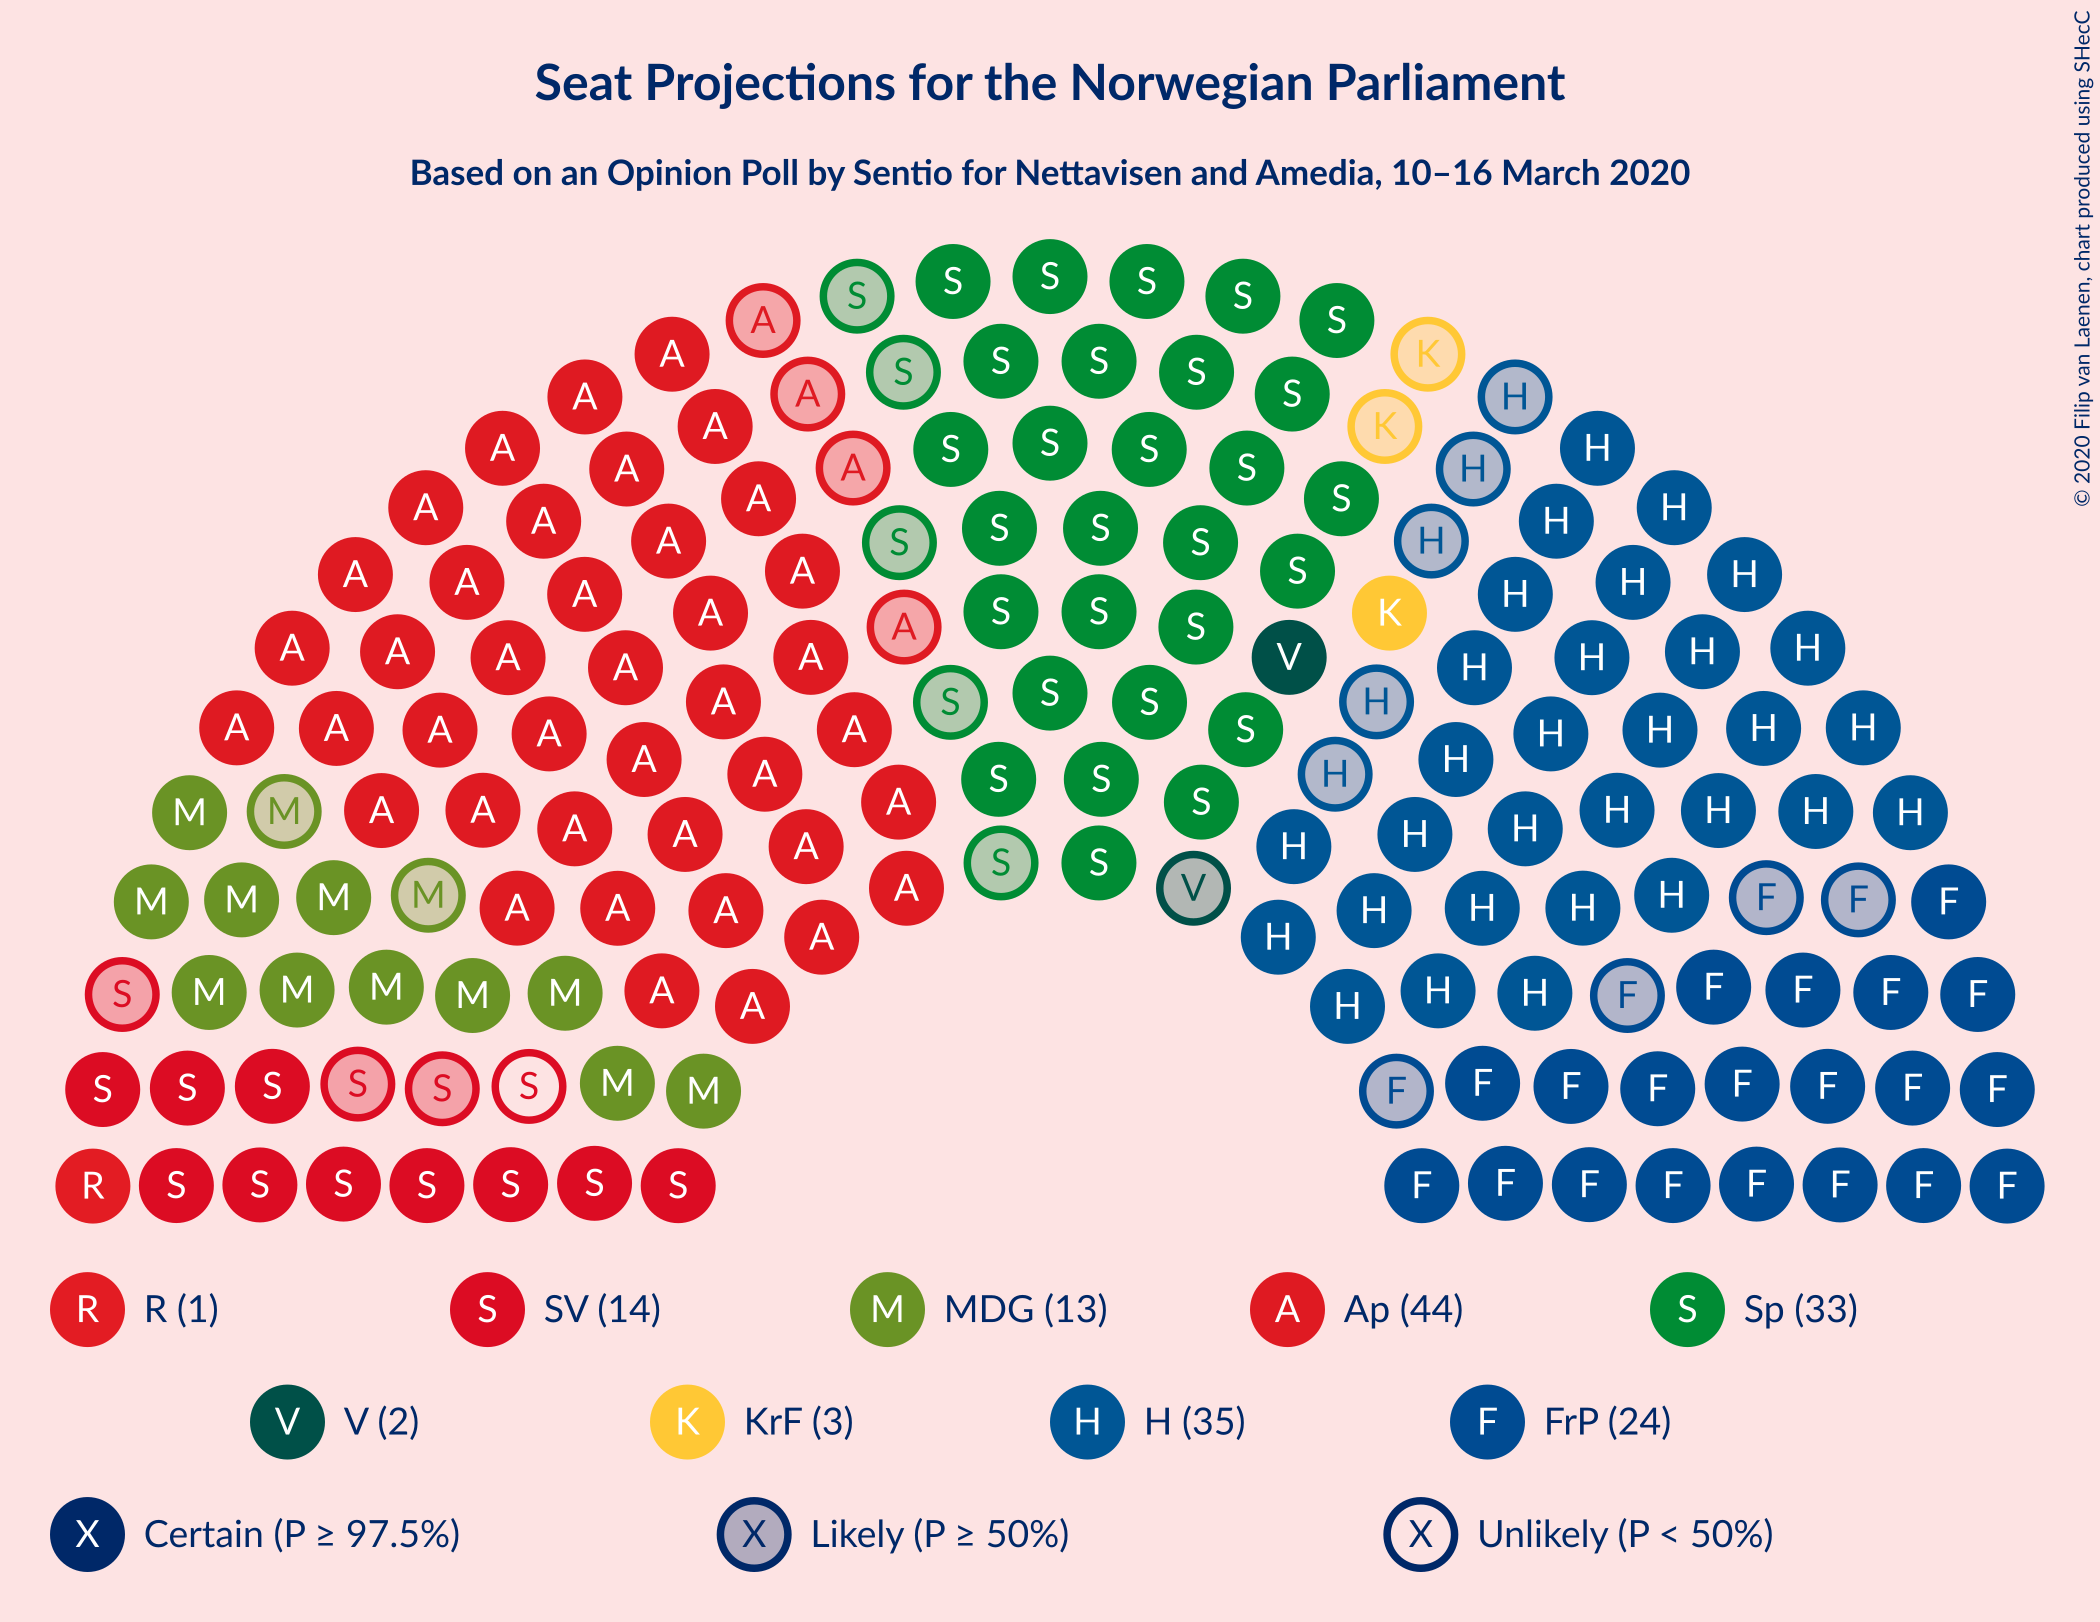 Seat Projections for the Norwegian Parliament
Based on an Opinion Poll by Sentio for Nettavisen and Amedia, 10–16 March 2020
© 2020 Filip van Laenen, chart produced using SHecC
S S S S S
A S K
A H
A S S S S
A S K H
A A H
A S S S S
A A S H
A A H
A A S S S S H
A A S H
A A S S S K H
A A A S V H H
A A A S S S H H H
A A A A S S H H H H
A A A A A S S S H H H H H
M M A A A A A A S S V H H H H H H H
M M M M A A A A A H H H H H F F F
S M M M M M A A H H H F F F F F
S S S S S S M M F F F F F F F F
R S S S S S S S F F F F F F F F
R R (1) S SV (14) M MDG (13) A Ap (44) S Sp (33)
V V (2) K KrF (3) H H (35) F FrP (24)
X Certain (P ≥ 97.5%) X Likely (P ≥ 50%) X Unlikely (P < 50%)